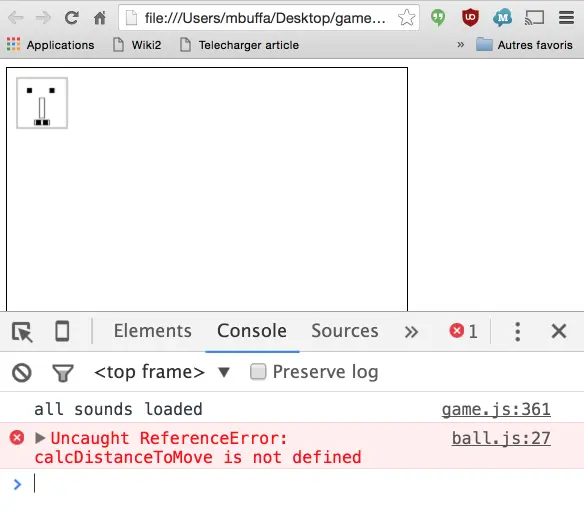 file:///Users/mbuffa/Desktop/game…
Applications Wiki2 Telecharger article » Autres favoris
Elements Console Sources » 1
<top frame> ▼ Preserve log
all sounds loaded game.js:361
Uncaught ReferenceError: ball.js:27
calcDistanceToMove is not defined
>